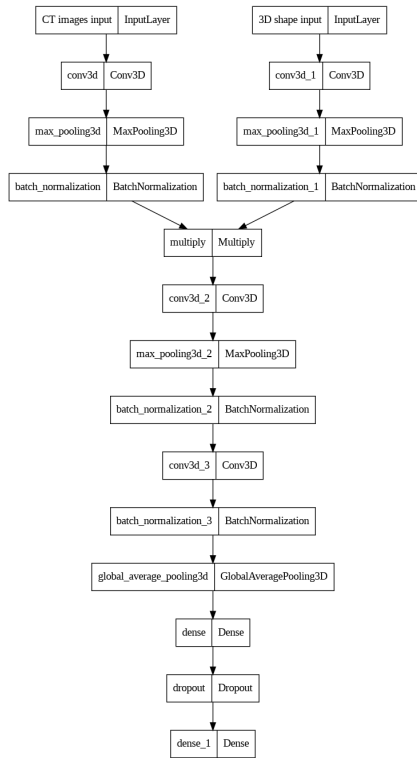 CT images input InputLayer 3D shape input InputLayer
conv3d Conv3D conv3d_1 Conv3D
max_pooling3d MaxPooling3D max_pooling3d_1 MaxPooling3D
batch_normalization BatchNormalization batch_normalization_1 BatchNormalization
multiply Multiply
conv3d_2 Conv3D
max_pooling3d_2 MaxPooling3D
batch_normalization_2 BatchNormalization
conv3d_3 Conv3D
batch_normalization_3 BatchNormalization
global_average_pooling3d GlobalAveragePooling3D
dense Dense
dropout Dropout
dense_1 Dense